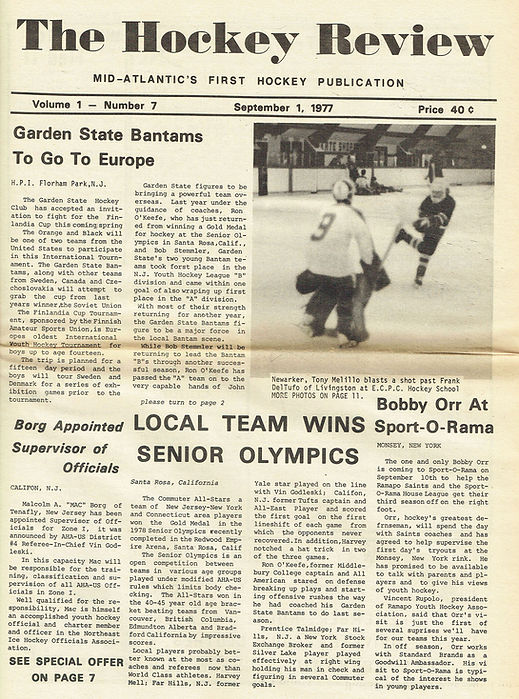 The Hockey Review
MID-ATLANTIC'S FIRST HOCKEY PUBLICATION
Volume 1 — Number 7
September 1, 1977
Price 40 ¢
Garden State Bantams
To Go To Europe
H.P.I. Florham Park,N.J.
The Garden State Hockey
Club has accepted an invit-
ation to fight for the Fin-
landia Cup this coming spring
The Orange and Black will
be one of two teams from the
United States to participate
in this International Tourn-
ament. The Garden State Ban-
tams, along with other teams
from Sweden, Canada and Cze-
choslovakia will attempt to
grab the cup from last
years winner,the Soviet Union
The Finlandia Cup Tourna-
ment, sponsored by the Finnish
Amateur Sports Union,is Eur-
opes oldest International
Youth Hockey Tournament for
boys up to age fourteen.
The trip is planned for a
fifteen day period and the
boys will tour Sweden and
Denmark for a series of exh-
ibition games prior to the
tournament.
Garden State figures to be
bringing a powerful team ov-
erseas. Last year under the
guidance of coaches, Ron
O'Keefe, who has just return-
ed from winning a Gold Medal
for hockey at the Senior Ol-
ympics in Santa Rosa,Calif.,
and Bob Stemmler, Garden
State's two young Bantam te-
ams took forst place in the
N.J. Youth Hockey League "B"
division and came within one
goal of also wraping up first
place in the "A" division.
With most of their strength
returning for another year,
the Garden State Bantams fi-
gure to be a major force in
the local Bantam scene.
While Bob Stemmler will be
returning to lead the Bantam
"B"s through another succes-
sful season, Ron O'Keefe has
passed the "A" team on to the
very capable hands of John
please turn to page 2
SKATE SHOP
9
Newarker, Tony Melillo blasts a shot past Frank
DelTufo of Livingston at E.C.P.C. Hockey School
MORE PHOTOS ON PAGE 11.
Borg Appointed
Supervisor of
Officials
CALIFON, N.J.
Malcolm A. "MAC" Borg of
Tenafly, New Jersey has been
appointed Supervisor of Off-
icials for Zone I, it was
announced by AHA-US District
#4 Referee-In-Chief Vin God-
leski.
In this capacity Mac will
be responsible for the train-
ing, classification and su-
pervision of all AHA-US Off-
icials in Zone I.
Well qualified for the re-
sponsibility, Mac is himself
an accomplished youth hockey
official and charter member
and officer in the Northeast
Ice Hockey Officials Associ-
ation.
SEE SPECIAL OFFER
ON PAGE 7
LOCAL TEAM WINS
SENIOR OLYMPICS
Santa Rosa, California
The Commuter All-Stars a
team of New Jersey-New York
and Connecticut area players
won the Gold Medal in the
1978 Senior Olympics recently
completed in the Redwood Emp-
ire Arena, Santa Rosa, Calif
The Senior Olympics is an
open competition between
teams in various age groups
played under modified AHA-US
rules which limits body che-
cking. The All-Stars won in
the 40-45 year old age brac-
ket beating teams from Van-
couver, British Columbia,
Edmounton Alberta and Brad-
ford California by impressive
scores.
Local players probably bet-
ter known at the most as co-
aches and referees now have
World Class athletes. Harvey
Mell; Far Hills, N.J. former
Yale star played on the line
with Vin Godleski; Califon,
N.J. former Tufts captain and
All-East Player and scored
the first goal on the first
lineshift of each game from
which the opponents never
recovered. In addition,Harvey
notched a hat trick in two
of the three games.
Ron O'Keefe,former Middle-
bury College captain and All
American stared on defense
breaking up plays and start-
ing offensive rushes the way
he had coached his Garden
State Bantams to do last se-
ason.
Prentice Talmidge; Far Hi-
lls, N.J. a New York Stock
Exchange Broker and former
Silver Lake player played
effectively at right wing
holding his man in check and
figuring in several Commuter
goals.
Bobby Orr At
Sport-O-Rama
MONSEY, NEW YORK
The one and only Bobby Orr
is coming to Sport-O-Rama on
September 10th to help the
Ramapo Saints and the Sport-
O-Rama House League get their
third season off on the right
foot.
Orr, hockey's greatest de-
fenseman, will spend the day
with Saints coaches and has
agreed to help supervise the
first day's tryouts at the
Monsey, New York rink. He
has promised to be available
to talk with parents and pl-
ayers and to give his views
of youth hockey.
Vincent Rupolo, president
of Ramapo Youth Hockey Asso-
ciation, said that Orr's vi-
sit is just the first of
several suprises we'll have
for our teams this year.
In off season, Orr works
with Standard Brands as a
Goodwill Ambassador. His vi-
sit to Sport-O-Rama is typic-
al of the interest he shows
in young players.